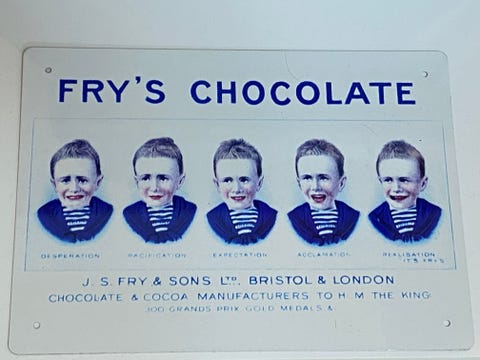 FRY'S CHOCOLATE
DESPERATION PACIFICATION EXPECTATION ACCLAMATION REALISATION
IT'S FRYS
J. S. FRY & SONS LTD. BRISTOL & LONDON
CHOCOLATE & COCOA MANUFACTURERS TO H. M THE KING
300 GRANDS PRIX GOLD MEDALS &